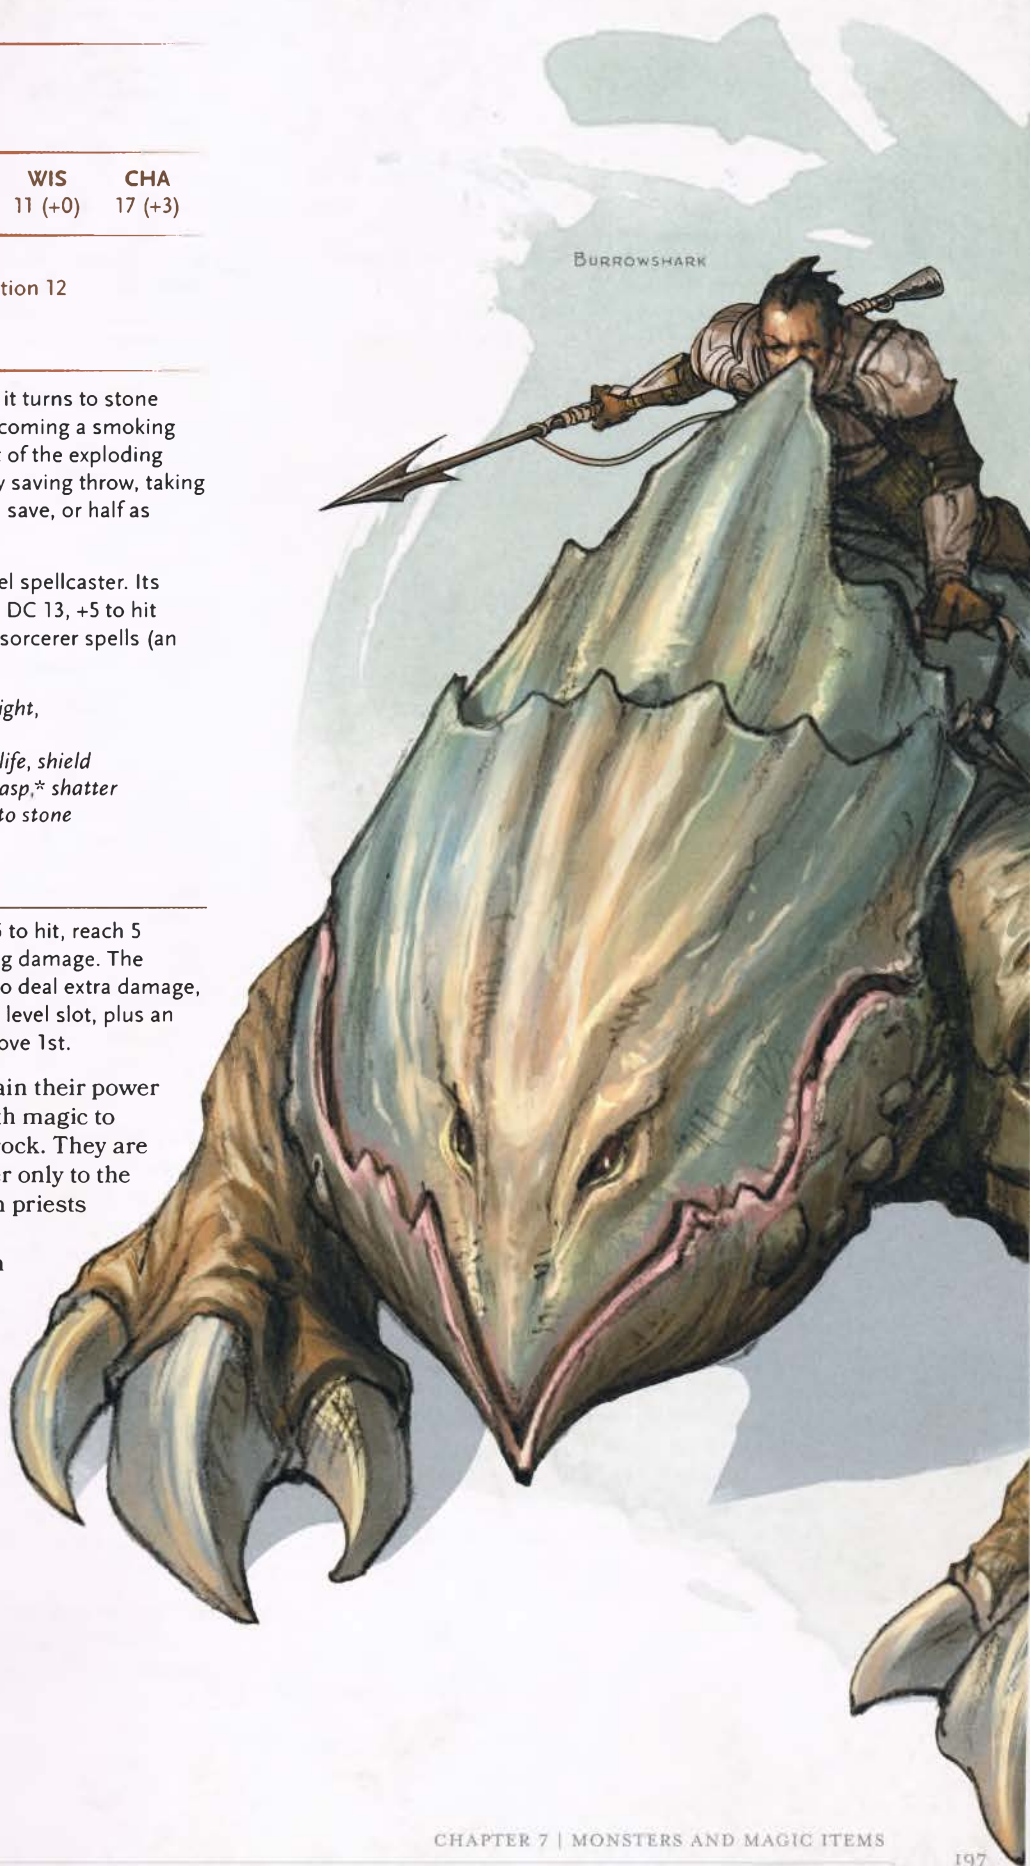 WIS CHA
11 (+0) 17 (+3)
tion 12
BURROWSHARK
it turns to stone
coming a smoking
of the exploding
y saving throw, taking
save, or half as
el spellcaster. Its
DC 13, +5 to hit
sorcerer spells (an
ight,
life, shield
asp,* shatter
to stone
to hit, reach 5
g damage. The
o deal extra damage,
level slot, plus an
ove 1st.
ain their power
th magic to
rock. They are
r only to the
n priests
CHAPTER 7 | MONSTERS AND MAGIC ITEMS
197